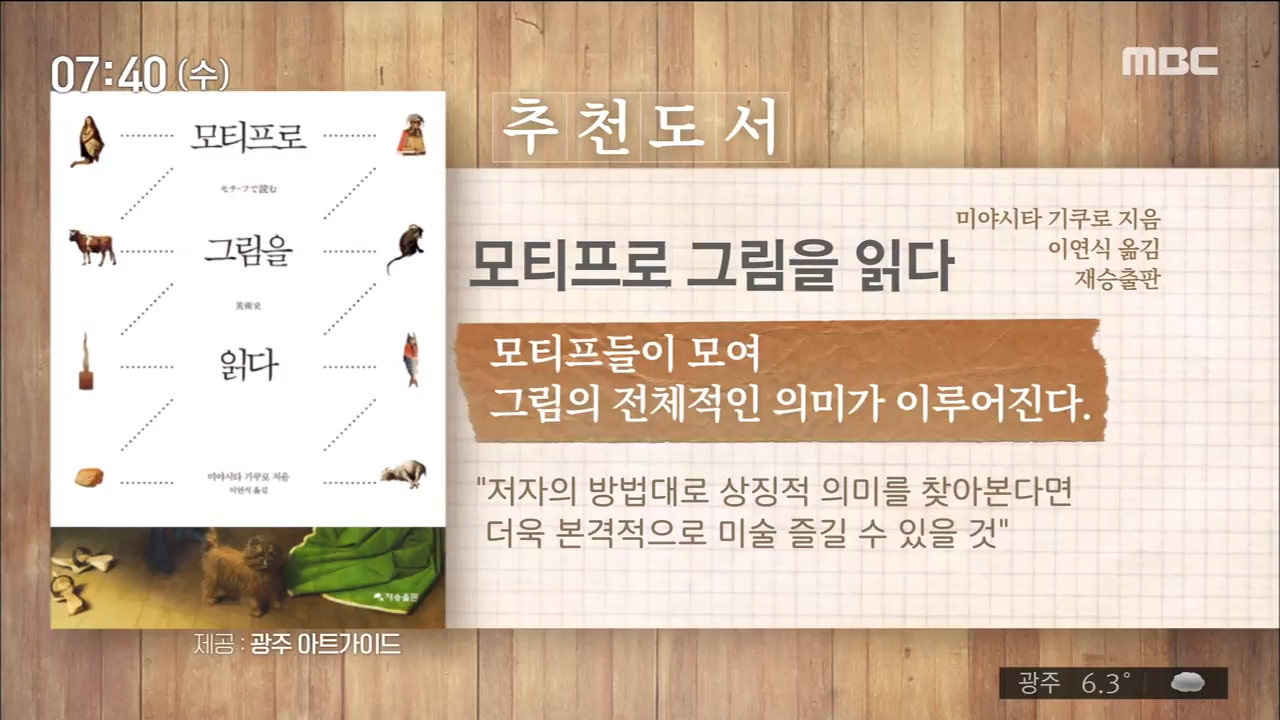 07:40 (수)
MBC
추천도서
모티프로
モチーフで読む
그림을
美術史
읽다
미야시타 기쿠로 지음
이연식 옮김
재승출판
모티프로 그림을 읽다
미야시타 기쿠로 지음
이연식 옮김
재승출판
모티프들이 모여
그림의 전체적인 의미가 이루어진다.
"저자의 방법대로 상징적 의미를 찾아본다면
더욱 본격적으로 미술 즐길 수 있을 것"
제공 : 광주 아트가이드
광주 6.3°